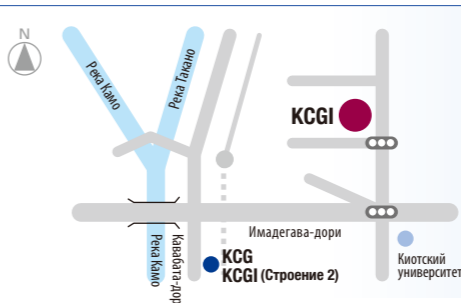 N
Река Камо
Река Такано
KCGI
Имадегава-дори
Река Камо
Кавабата-дор
KCG
KCGI (Строение 2)
Киотский
университет